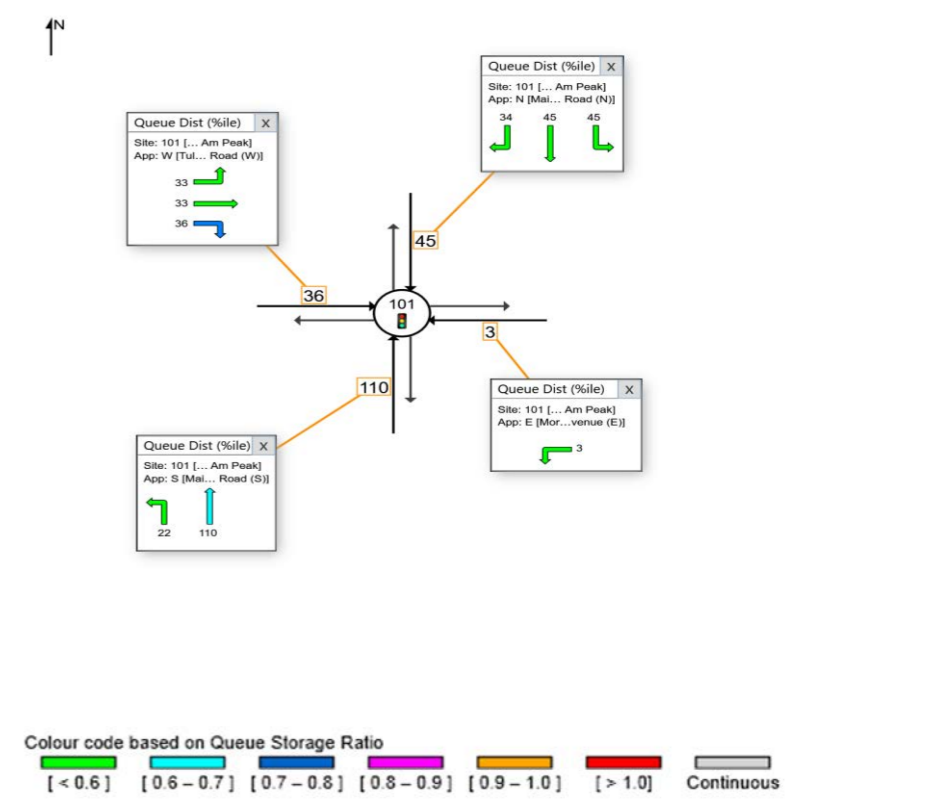 N
Queue Dist (%ile) X
Site: 101 [... Am Peak]
App: N [Mai... Road (N)]
34 45 45
Queue Dist (%ile) X
Site: 101 [... Am Peak]
App: W [Tul... Road (W)]
33
33
36
45
36
101
3
110
Queue Dist (%ile) X
Site: 101 [... Am Peak]
App: E [Mor...venue (E)]
3
Queue Dist (%ile) X
Site: 101 [... Am Peak]
App: S [Mai... Road (S)]
22 110
Colour code based on Queue Storage Ratio
[ < 0.6 ] [ 0.6 – 0.7 ] [ 0.7 – 0.8 ] [ 0.8 – 0.9 ] [ 0.9 – 1.0 ] [ > 1.0] Continuous